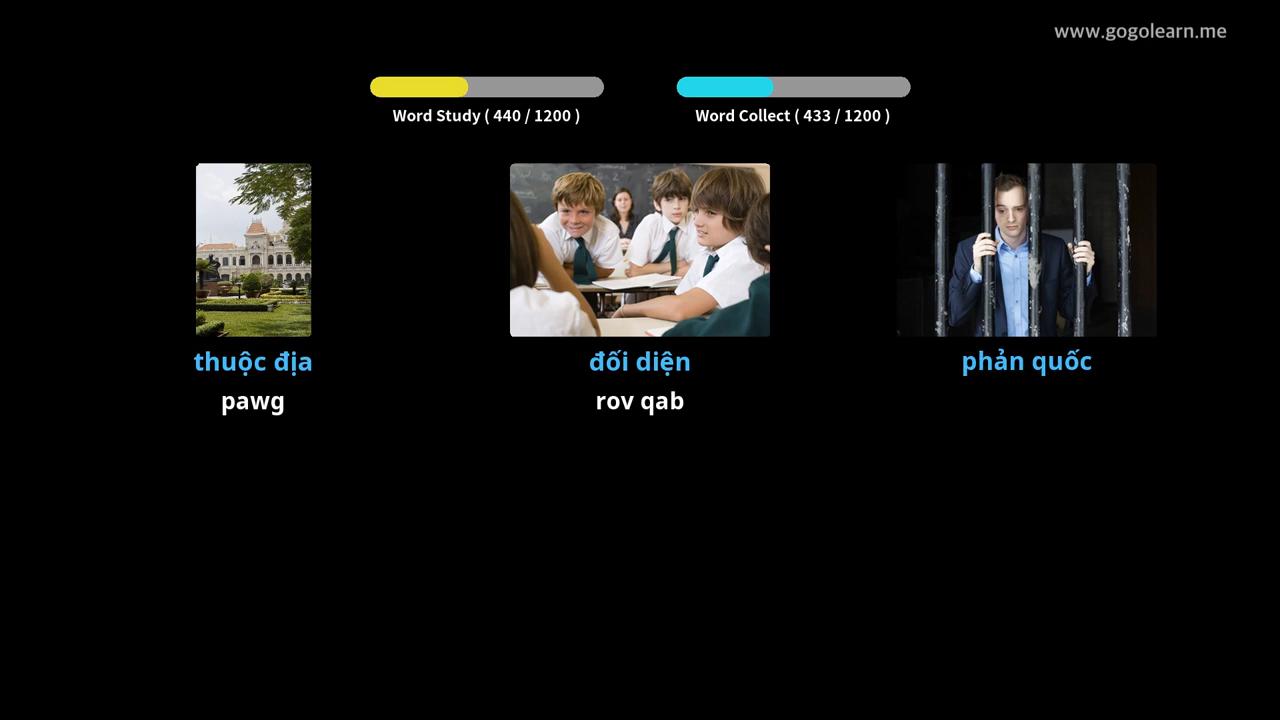 www.gogolearn.me
Word Study ( 440 / 1200 )
Word Collect ( 433 / 1200 )
thuộc địa
pawg
đối diện
rov qab
phản quốc